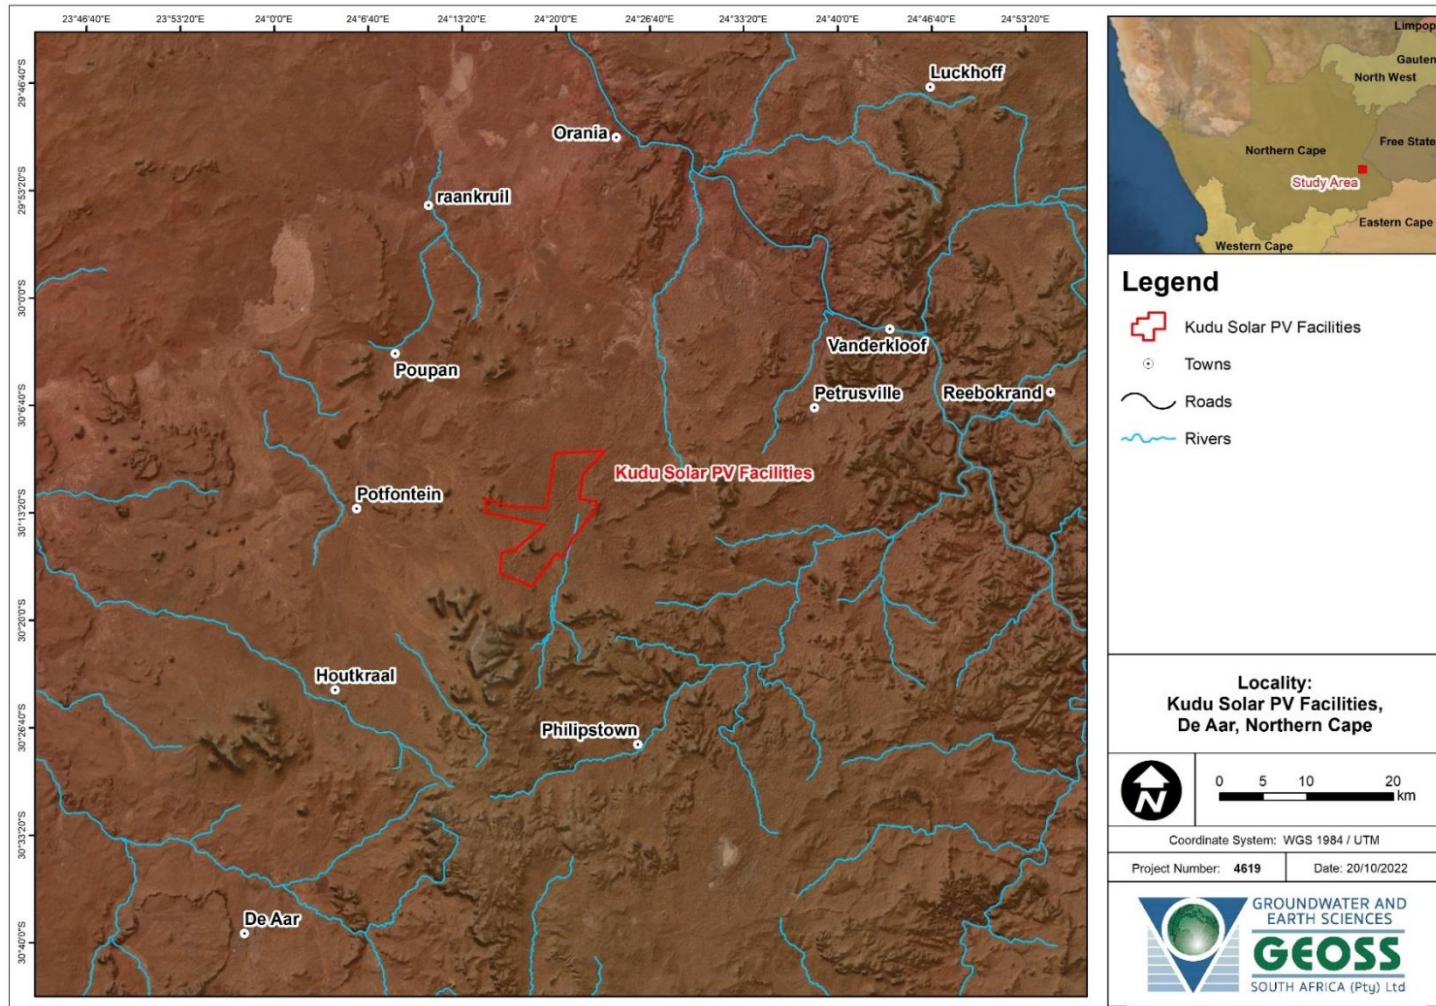 23°46'40"E 23°53'20"E 24°0'0"E 24°6'40"E 24°13'20"E 24°20'0"E 24°26'40"E 24°33'20"E 24°40'0"E 24°46'40"E 24°53'20"E
29°46'40"S
29°53'20"S
30°0'0"S
30°6'40"S
30°13'20"S
30°20'0"S
30°26'40"S
30°33'20"S
30°40'0"S
Luckhoff
Orania
raankruil
Vanderkloof
Poupan
Petrusville
Reebokrand
Kudu Solar PV Facilities
Potfontein
Houtkraal
Philipstown
De Aar
Limpop
Gauten
North West
Free State
Northern Cape
Study Area
Eastern Cape
Western Cape
Legend
Kudu Solar PV Facilities
Towns
Roads
Rivers
Locality:
Kudu Solar PV Facilities,
De Aar, Northern Cape
N
0 5 10 20
km
Coordinate System: WGS 1984 / UTM
Project Number: 4619 Date: 20/10/2022
GROUNDWATER AND
EARTH SCIENCES
GEOSS
SOUTH AFRICA (Pty) Ltd